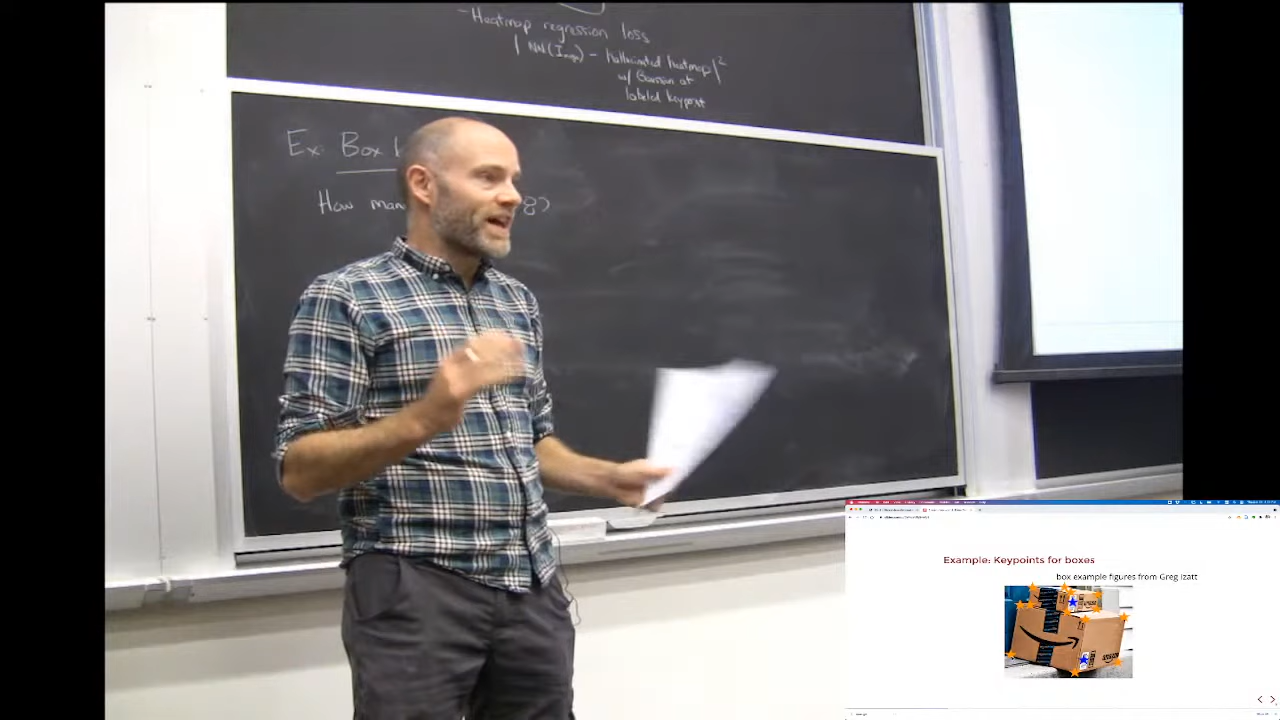 - Heatmap regression loss
| NN(I_rgb) - hallucinated heatmap|²
w/ Gaussian at
labeled keypoint
Ex: Box
How man
8?)
Example: Keypoints for boxes
box example figures from Greg Izatt